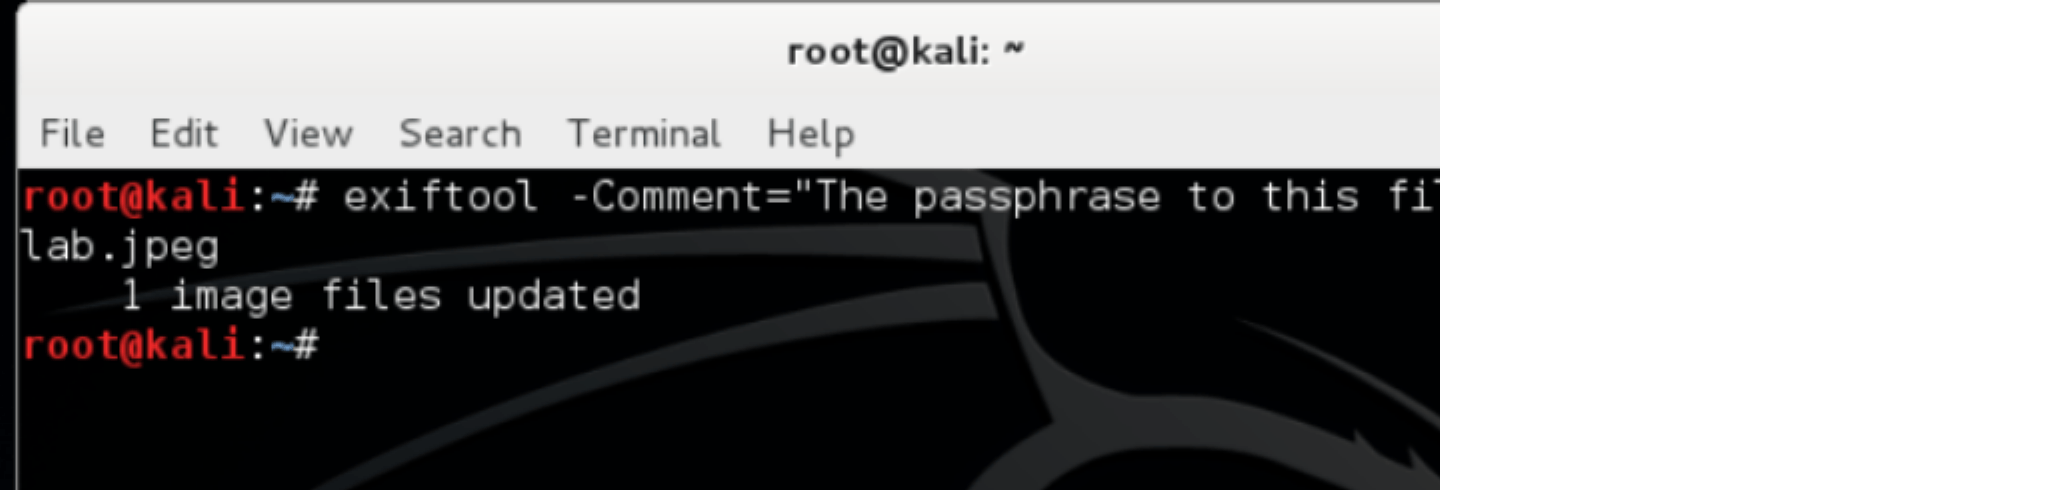 root@kali: ~
File Edit View Search Terminal Help
root@kali:~# exiftool -Comment="The passphrase to this
lab.jpeg
1 image files updated
root@kali:~#